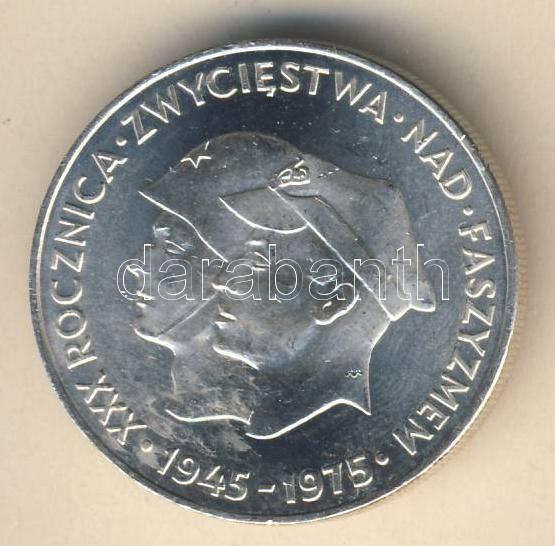 XXX ROCZNICA · ZWYCIĘSTWA · NAD · FASZYZMEM
· 1945-1975 ·
darabanth